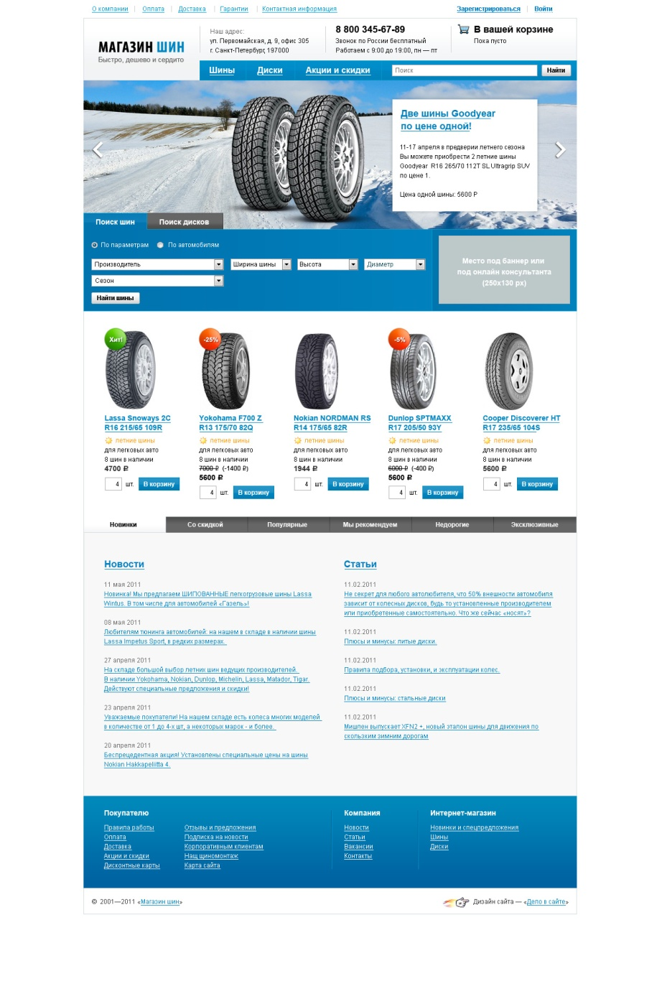 О компании Оплата Доставка Гарантии Контактная информация Зарегистрироваться Войти
МАГАЗИН ШИН
Быстро, дешево и сердито
Наш адрес:
ул. Первомайская, д. 9, офис 305
г. Санкт-Петербург, 197000
8 800 345-67-89
Звонок по России бесплатный
Работаем с 9:00 до 19:00, пн — пт
В вашей корзине
Пока пусто
Шины Диски Акции и скидки Поиск Найти
Две шины Goodyear
по цене одной!
11-17 апреля в предверии летнего сезона
Вы можете приобрести 2 летние шины
Goodyear R16 265/70 112T SL Ultragrip SUV
по цене 1.
Цена одной шины: 5600 Р
Поиск шин Поиск дисков
По параметрам По автомобилям
Производитель Ширина шины Высота Диаметр
Сезон
Найти шины
Место под баннер или
под онлайн консультанта
(250х130 px)
Хит!
Lassa Snoways 2C
R16 215/65 109R
летние шины
для легковых авто
8 шин в наличии
4700 ₽
4 шт. В корзину
-25%
Yokohama F700 Z
R13 175/70 82Q
летние шины
для легковых авто
8 шин в наличии
7000 ₽ (-1400 ₽)
5600 ₽
4 шт. В корзину
Nokian NORDMAN RS
R14 175/65 82R
летние шины
для легковых авто
8 шин в наличии
1944 ₽
4 шт. В корзину
-5%
Dunlop SPTMAXX
R17 205/50 93Y
летние шины
для легковых авто
8 шин в наличии
6000 ₽ (-400 ₽)
5600 ₽
4 шт. В корзину
Cooper Discoverer HT
R17 235/65 104S
летние шины
для легковых авто
8 шин в наличии
5600 ₽
4 шт. В корзину
Новинки Со скидкой Популярные Мы рекомендуем Недорогие Эксклюзивные
Новости
11 мая 2011
Новинка! Мы предлагаем ШИПОВАННЫЕ легкогрузовые шины Lassa
Wintus. В том числе для автомобилей «Газель»!
08 мая 2011
Любителям тюнинга автомобилей: на нашем в складе в наличии шины
Lassa Impetus Sport, в редких размерах.
27 апреля 2011
На складе большой выбор летних шин ведущих производителей.
В наличии Yokohama, Nokian, Dunlop, Michelin, Lassa, Matador, Tigar.
Действуют специальные предложения и скидки!
23 апреля 2011
Уважаемые покупатели! На нашем складе есть колеса многих моделей
в количестве от 1 до 4-х шт, а некоторых марок - и более.
20 апреля 2011
Беспрецедентная акция! Установлены специальные цены на шины
Nokian Hakkapeliitta 4.
Статьи
11.02.2011
Не секрет для любого автолюбителя, что 50% внешности автомобиля
зависит от колесных дисков, будь то установленные производителем
или приобретенные самостоятельно. Что же сейчас «носят»?
11.02.2011
Плюсы и минусы: литые диски.
11.02.2011
Правила подбора, установки, и эксплуатации колес.
11.02.2011
Плюсы и минусы: стальные диски
11.02.2011
Мишлен выпускает XFN2 +, новый эталон шины для движения по
скользким зимним дорогам
Покупателю
Правила работы
Оплата
Доставка
Акции и скидки
Дисконтные карты
Отзывы и предложения
Подписка на новости
Корпоративным клиентам
Наш шиномонтаж
Карта сайта
Компания
Новости
Статьи
Вакансии
Контакты
Интернет-магазин
Новинки и спецпредложения
Шины
Диски
© 2001—2011 «Магазин шин»
Дизайн сайта — «Дело в сайте»